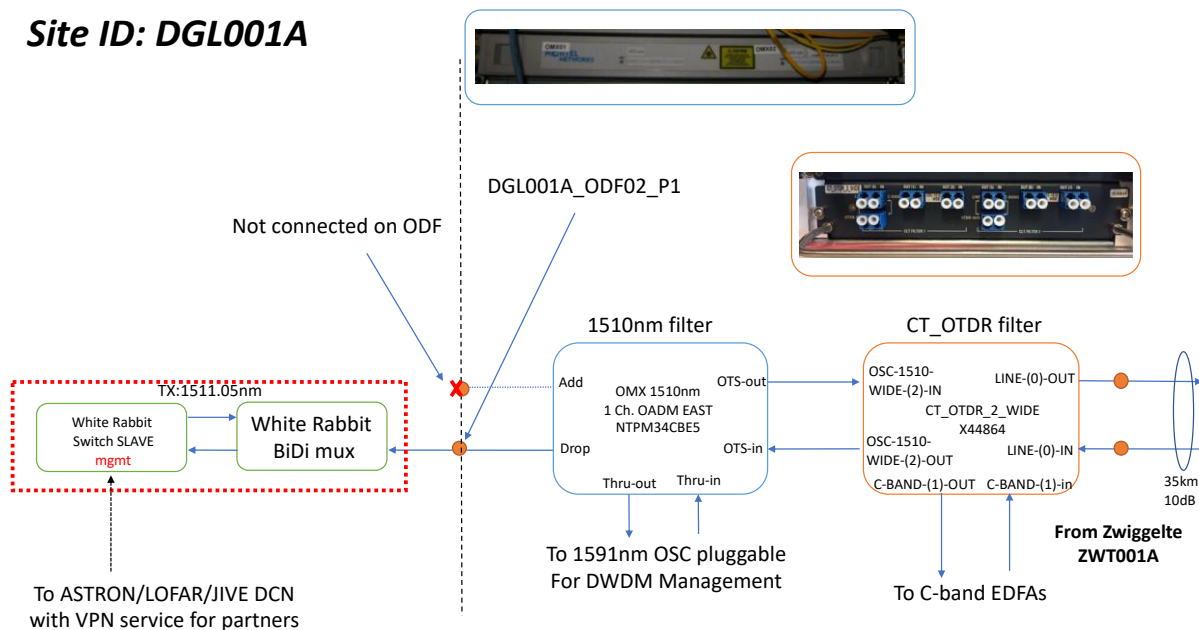 Site ID: DGL001A
OMX01
NETWORKS
OMX02
DGL001A_ODF02_P1
Not connected on ODF
1510nm filter
CT_OTDR filter
TX:1511.05nm
White Rabbit
Switch SLAVE
mgmt
White Rabbit
BiDi mux
Add
Drop
OMX 1510nm
1 Ch. OADM EAST
NTPM34CBE5
OTS-out
OTS-in
Thru-out
Thru-in
OSC-1510-
WIDE-(2)-IN
LINE-(0)-OUT
CT_OTDR_2_WIDE
X44864
OSC-1510-
WIDE-(2)-OUT
LINE-(0)-IN
C-BAND-(1)-OUT
C-BAND-(1)-in
35km
10dB
From Zwiggelte
ZWT001A
To 1591nm OSC pluggable
For DWDM Management
To C-band EDFAs
To ASTRON/LOFAR/JIVE DCN
with VPN service for partners